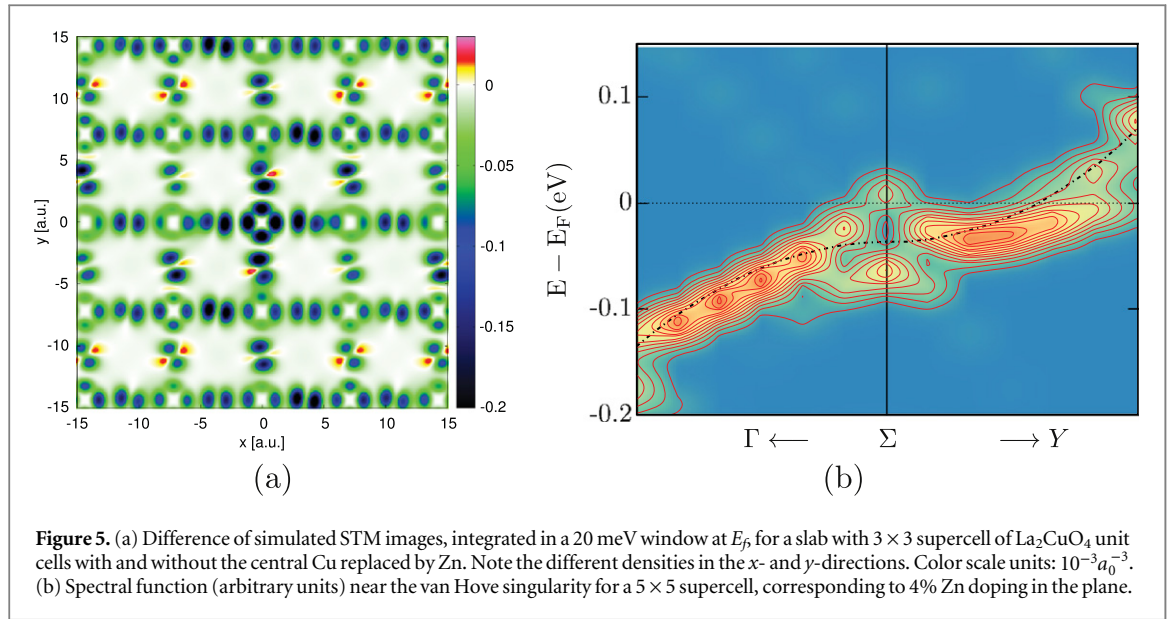 15
10
5
0
-5
-10
-15
-15 -10 -5 0 5 10 15
x [a.u.]
y [a.u.]
0
-0.05
-0.1
-0.15
-0.2
(a)
E − E_F(eV)
0.1
0
-0.1
-0.2
Γ ⟵ Σ ⟶ Y
(b)
Figure 5. (a) Difference of simulated STM images, integrated in a 20 meV window at E_f, for a slab with 3 × 3 supercell of La₂CuO₄ unit
cells with and without the central Cu replaced by Zn. Note the different densities in the x- and y-directions. Color scale units: 10⁻³a₀⁻³.
(b) Spectral function (arbitrary units) near the van Hove singularity for a 5 × 5 supercell, corresponding to 4% Zn doping in the plane.